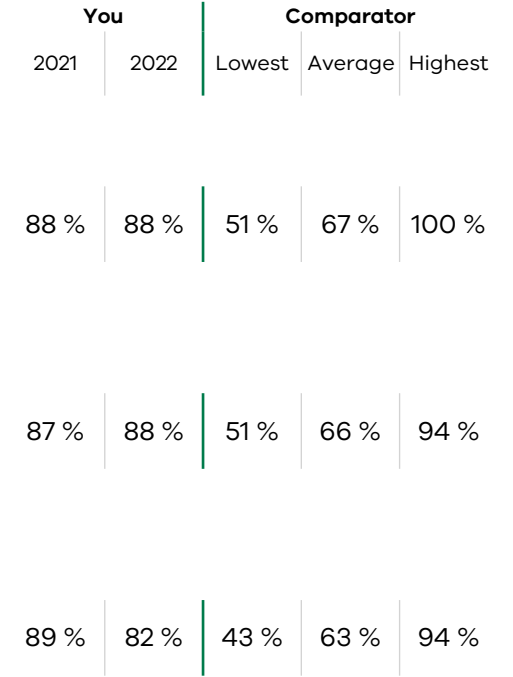 You Comparator
2021 2022 Lowest Average Highest
88 % 88 % 51 % 67 % 100 %
87 % 88 % 51 % 66 % 94 %
89 % 82 % 43 % 63 % 94 %